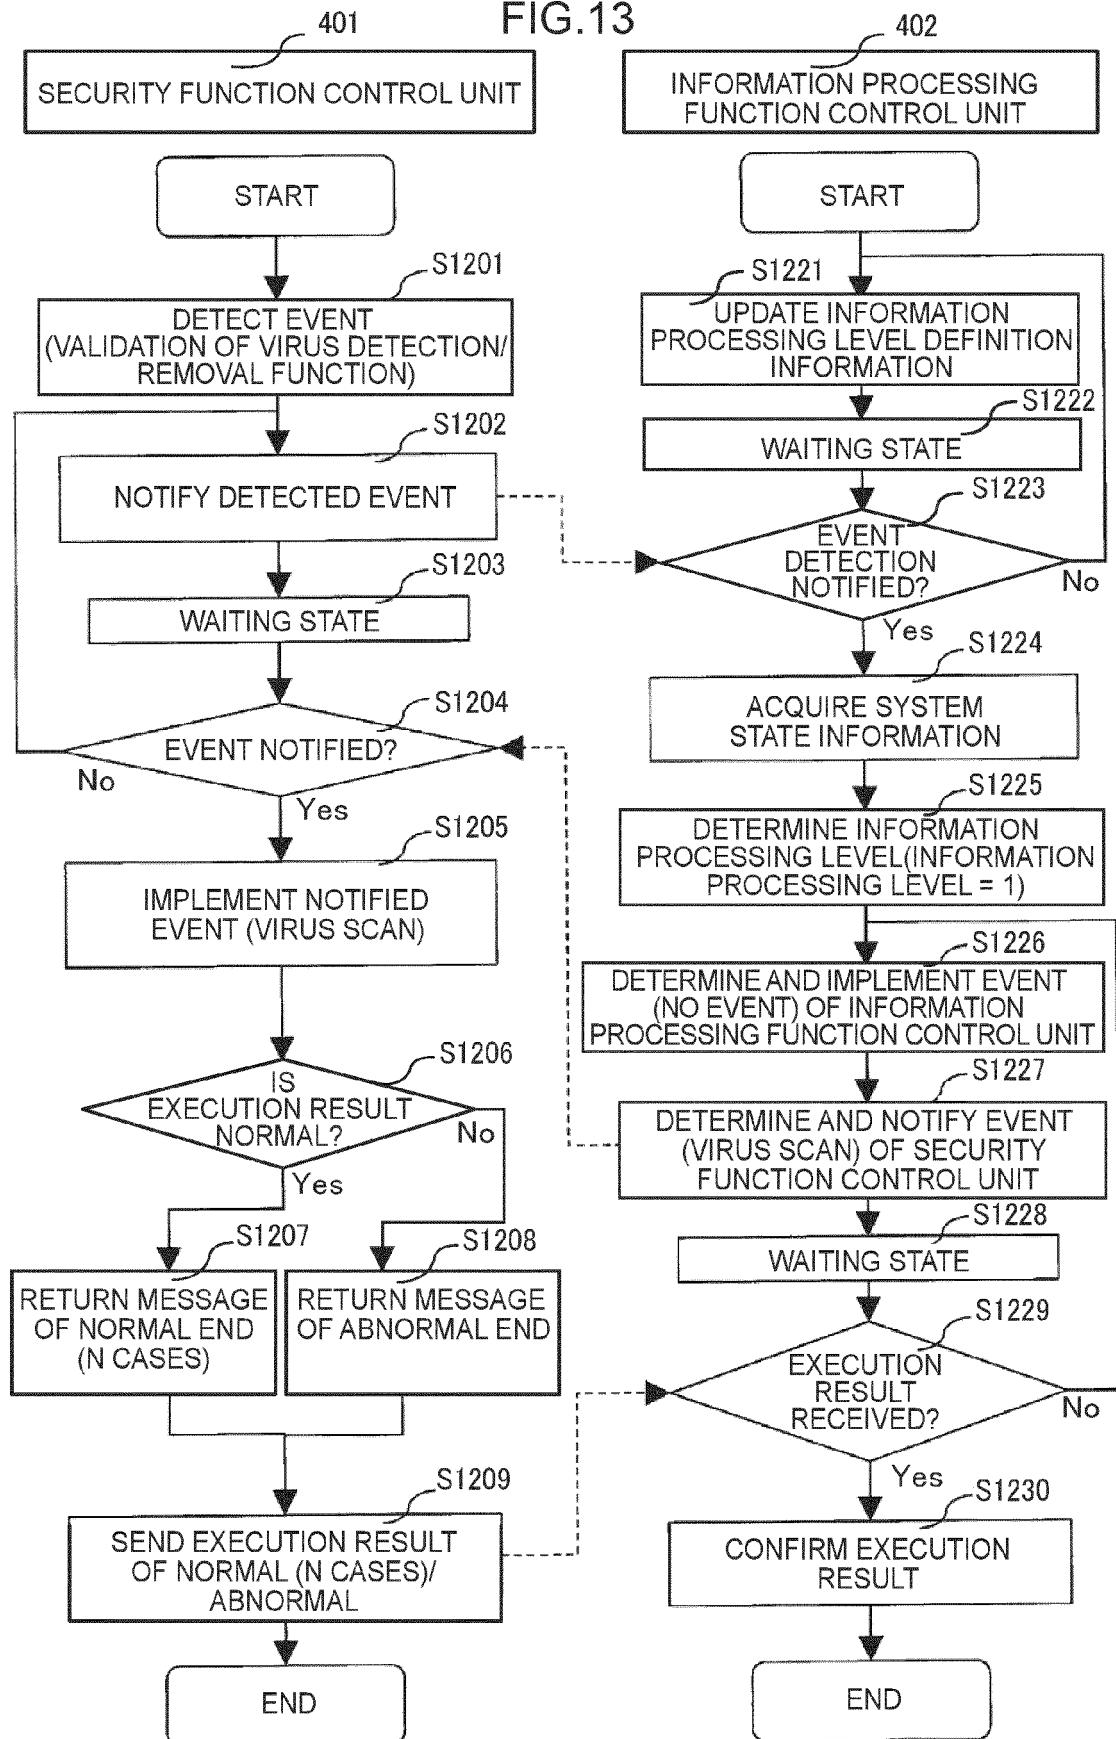 FIG.13
401
SECURITY FUNCTION CONTROL UNIT
START
S1201
DETECT EVENT
(VALIDATION OF VIRUS DETECTION/
REMOVAL FUNCTION)
S1202
NOTIFY DETECTED EVENT
S1203
WAITING STATE
S1204
EVENT NOTIFIED?
No
Yes
S1205
IMPLEMENT NOTIFIED
EVENT (VIRUS SCAN)
S1206
IS
EXECUTION RESULT
NORMAL?
No
Yes
S1207
RETURN MESSAGE
OF NORMAL END
(N CASES)
S1208
RETURN MESSAGE
OF ABNORMAL END
S1209
SEND EXECUTION RESULT
OF NORMAL (N CASES)/
ABNORMAL
END
402
INFORMATION PROCESSING
FUNCTION CONTROL UNIT
START
S1221
UPDATE INFORMATION
PROCESSING LEVEL DEFINITION
INFORMATION
S1222
WAITING STATE
S1223
EVENT
DETECTION
NOTIFIED?
No
Yes
S1224
ACQUIRE SYSTEM
STATE INFORMATION
S1225
DETERMINE INFORMATION
PROCESSING LEVEL(INFORMATION
PROCESSING LEVEL = 1)
S1226
DETERMINE AND IMPLEMENT EVENT
(NO EVENT) OF INFORMATION
PROCESSING FUNCTION CONTROL UNIT
S1227
DETERMINE AND NOTIFY EVENT
(VIRUS SCAN) OF SECURITY
FUNCTION CONTROL UNIT
S1228
WAITING STATE
S1229
EXECUTION
RESULT
RECEIVED?
No
Yes
S1230
CONFIRM EXECUTION
RESULT
END